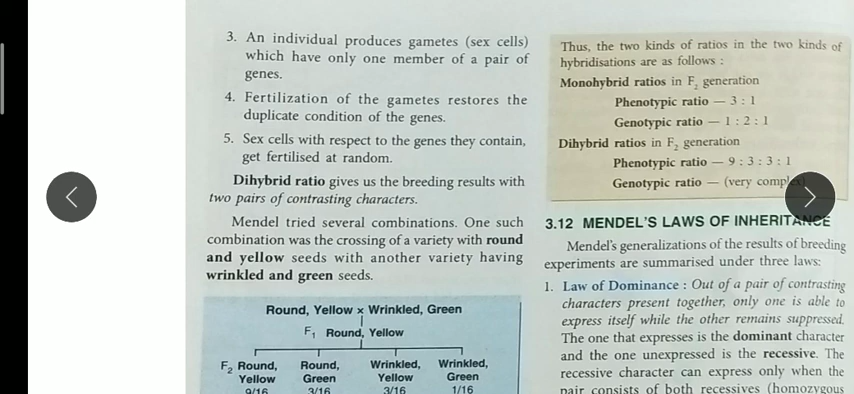 3. An individual produces gametes (sex cells)
which have only one member of a pair of
genes.
4. Fertilization of the gametes restores the
duplicate condition of the genes.
5. Sex cells with respect to the genes they contain,
get fertilised at random.
Dihybrid ratio gives us the breeding results with
two pairs of contrasting characters.
Mendel tried several combinations. One such
combination was the crossing of a variety with round
and yellow seeds with another variety having
wrinkled and green seeds.
Round, Yellow × Wrinkled, Green
F₁ Round, Yellow
F₂ Round, Round, Wrinkled, Wrinkled,
Yellow Green Yellow Green
9/16 3/16 3/16 1/16
Thus, the two kinds of ratios in the two kinds of
hybridisations are as follows :
Monohybrid ratios in F₂ generation
Phenotypic ratio — 3 : 1
Genotypic ratio — 1 : 2 : 1
Dihybrid ratios in F₂ generation
Phenotypic ratio — 9 : 3 : 3 : 1
Genotypic ratio — (very complex)
3.12 MENDEL'S LAWS OF INHERITANCE
Mendel's generalizations of the results of breeding
experiments are summarised under three laws:
1. Law of Dominance : Out of a pair of contrasting
characters present together, only one is able to
express itself while the other remains suppressed.
The one that expresses is the dominant character
and the one unexpressed is the recessive. The
recessive character can express only when the
pair consists of both recessives (homozygous